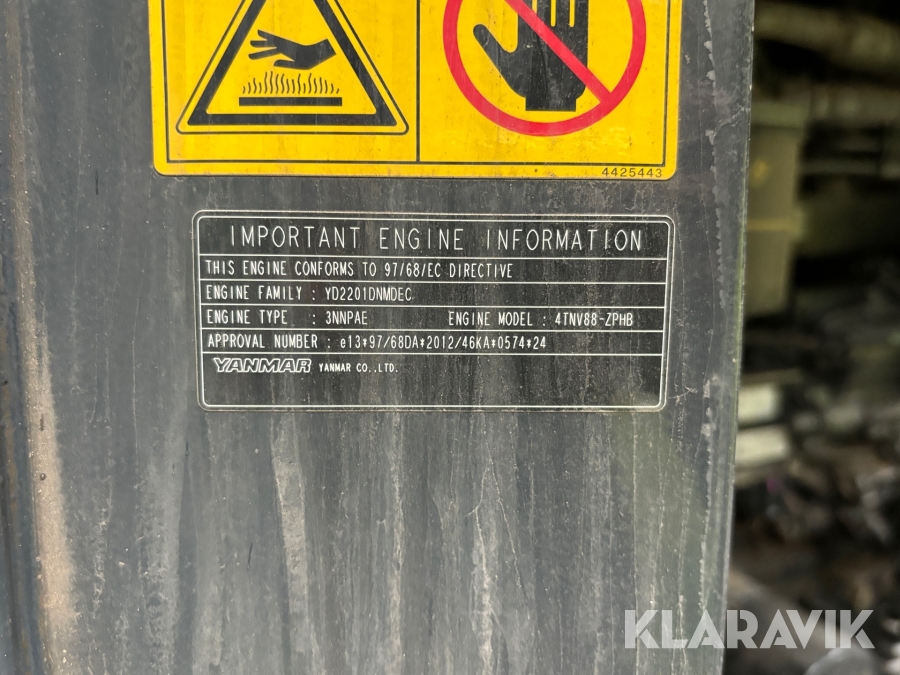 4425443
IMPORTANT ENGINE INFORMATION
THIS ENGINE CONFORMS TO 97/68/EC DIRECTIVE
ENGINE FAMILY : YD2201DNMDEC
ENGINE TYPE : 3NNPAE ENGINE MODEL : 4TNV88-ZPHB
APPROVAL NUMBER : e13*97/68DA*2012/46KA*0574*24
YANMAR YANMAR CO.,LTD.
KLARAVIK